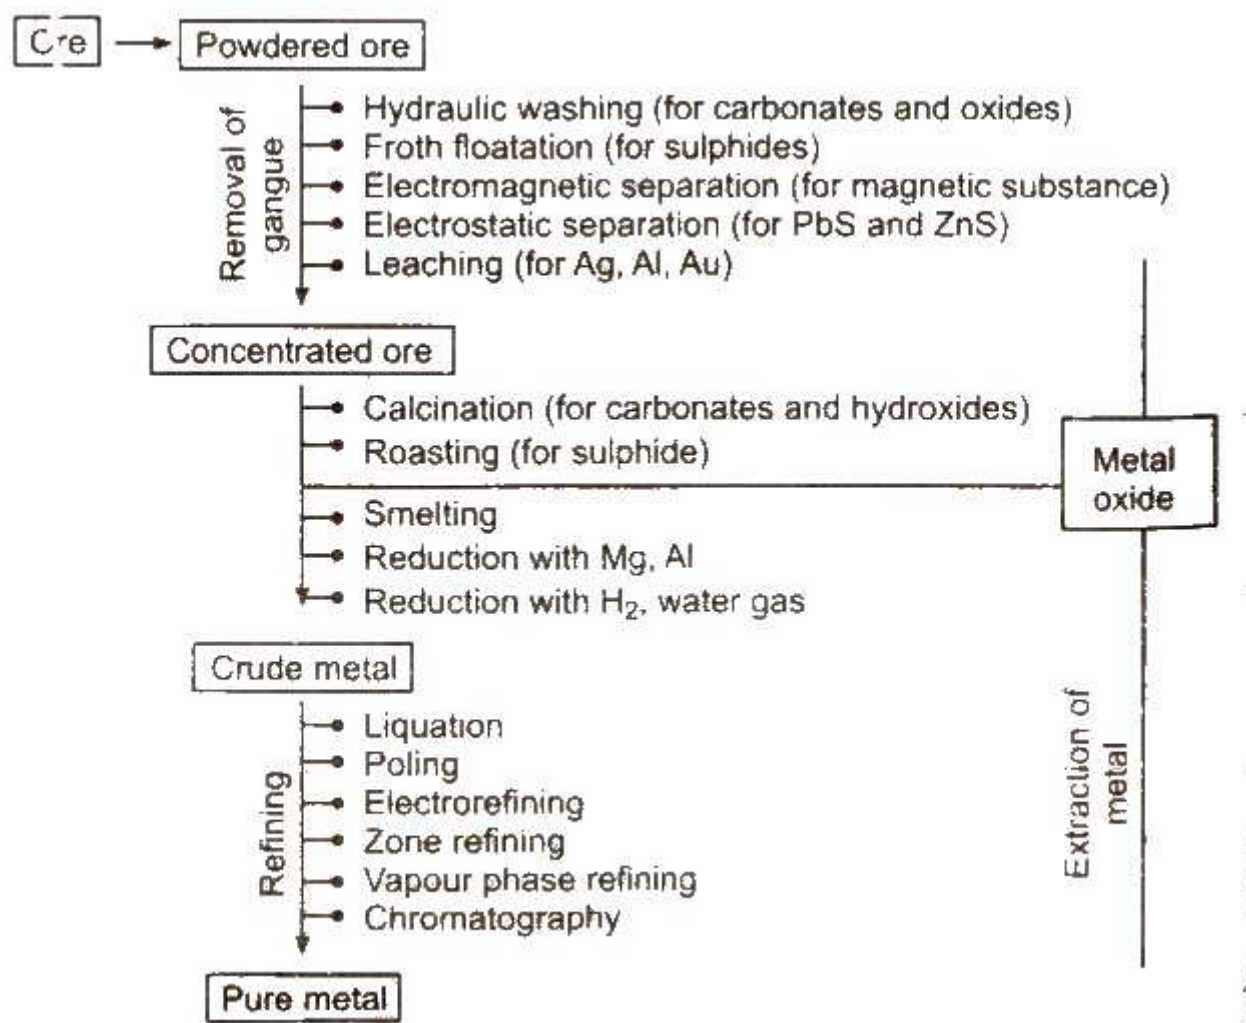 Ore
Powdered ore
Removal of
gangue
Hydraulic washing (for carbonates and oxides)
Froth floatation (for sulphides)
Electromagnetic separation (for magnetic substance)
Electrostatic separation (for PbS and ZnS)
Leaching (for Ag, Al, Au)
Concentrated ore
Calcination (for carbonates and hydroxides)
Roasting (for sulphide)
Metal
oxide
Smelting
Reduction with Mg, Al
Reduction with H₂, water gas
Crude metal
Refining
Liquation
Poling
Electrorefining
Zone refining
Vapour phase refining
Chromatography
Extraction of
metal
Pure metal